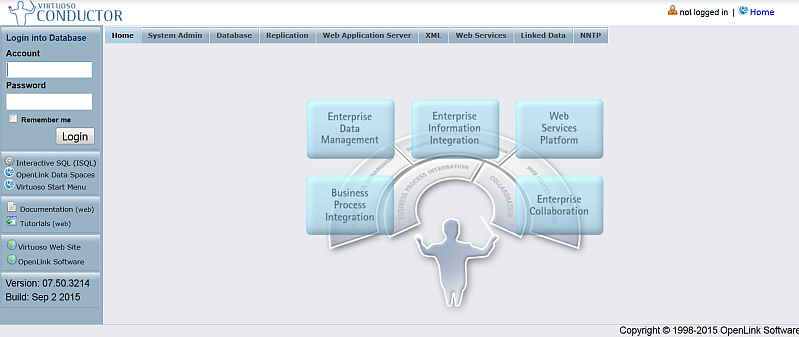 VIRTUOSO
CONDUCTOR
not logged in | Home
Login into Database
Account
Password
Remember me
Login
Interactive SQL (ISQL)
OpenLink Data Spaces
Virtuoso Start Menu
Documentation (web)
Tutorials (web)
Virtuoso Web Site
OpenLink Software
Version: 07.50.3214
Build: Sep 2 2015
Home System Admin Database Replication Web Application Server XML Web Services Linked Data NNTP
Enterprise
Data
Management
Enterprise
Information
Integration
Web
Services
Platform
Business
Process
Integration
BUSINESS PROCESS INTEGRATION
COLLABORATION
Enterprise
Collaboration
Copyright © 1998-2015 OpenLink Software